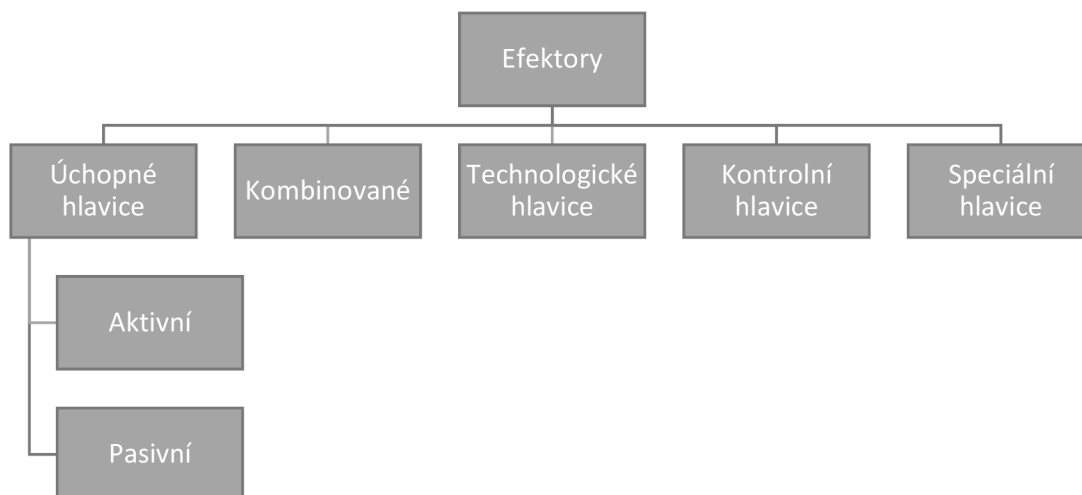 Efektory
Úchopné
hlavice
Kombinované
Technologické
hlavice
Kontrolní
hlavice
Speciální
hlavice
Aktivní
Pasivní